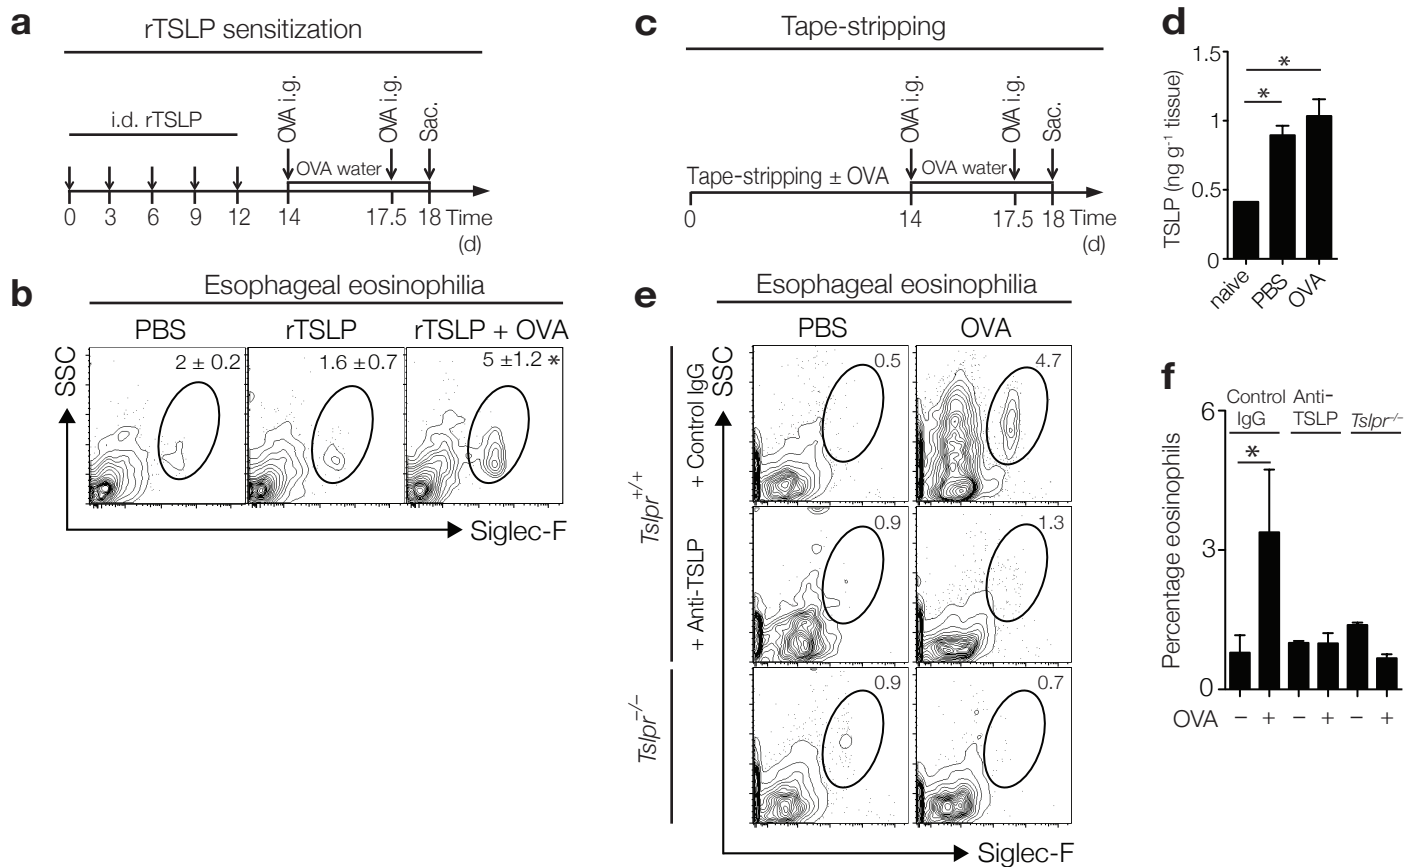 a
rTSLP sensitization
i.d. rTSLP
OVA i.g.
OVA i.g.
Sac.
OVA water
0 3 6 9 12 14 17.5 18 Time
(d)
b
Esophageal eosinophilia
PBS rTSLP rTSLP + OVA
SSC
2 ± 0.2 1.6 ±0.7 5 ±1.2 *
Siglec-F
c
Tape-stripping
OVA i.g.
OVA i.g.
Sac.
Tape-stripping ± OVA
OVA water
0 14 17.5 18 Time
(d)
d
TSLP (ng g⁻¹ tissue)
1.5
1
0.5
0
*
*
naive PBS OVA
e
Esophageal eosinophilia
PBS OVA
SSC
Tslpr+/+
+ Control IgG
0.5 4.7
+ Anti-TSLP
0.9 1.3
Tslpr−/−
0.9 0.7
Siglec-F
f
Percentage eosinophils
6
3
0
Control
IgG
Anti-
TSLP
Tslpr−/−
*
OVA − + − + − +